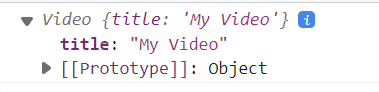 Video {title: 'My Video'} i
title: "My Video"
[[Prototype]]: Object